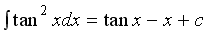 ∫tan² xdx = tan x − x + c